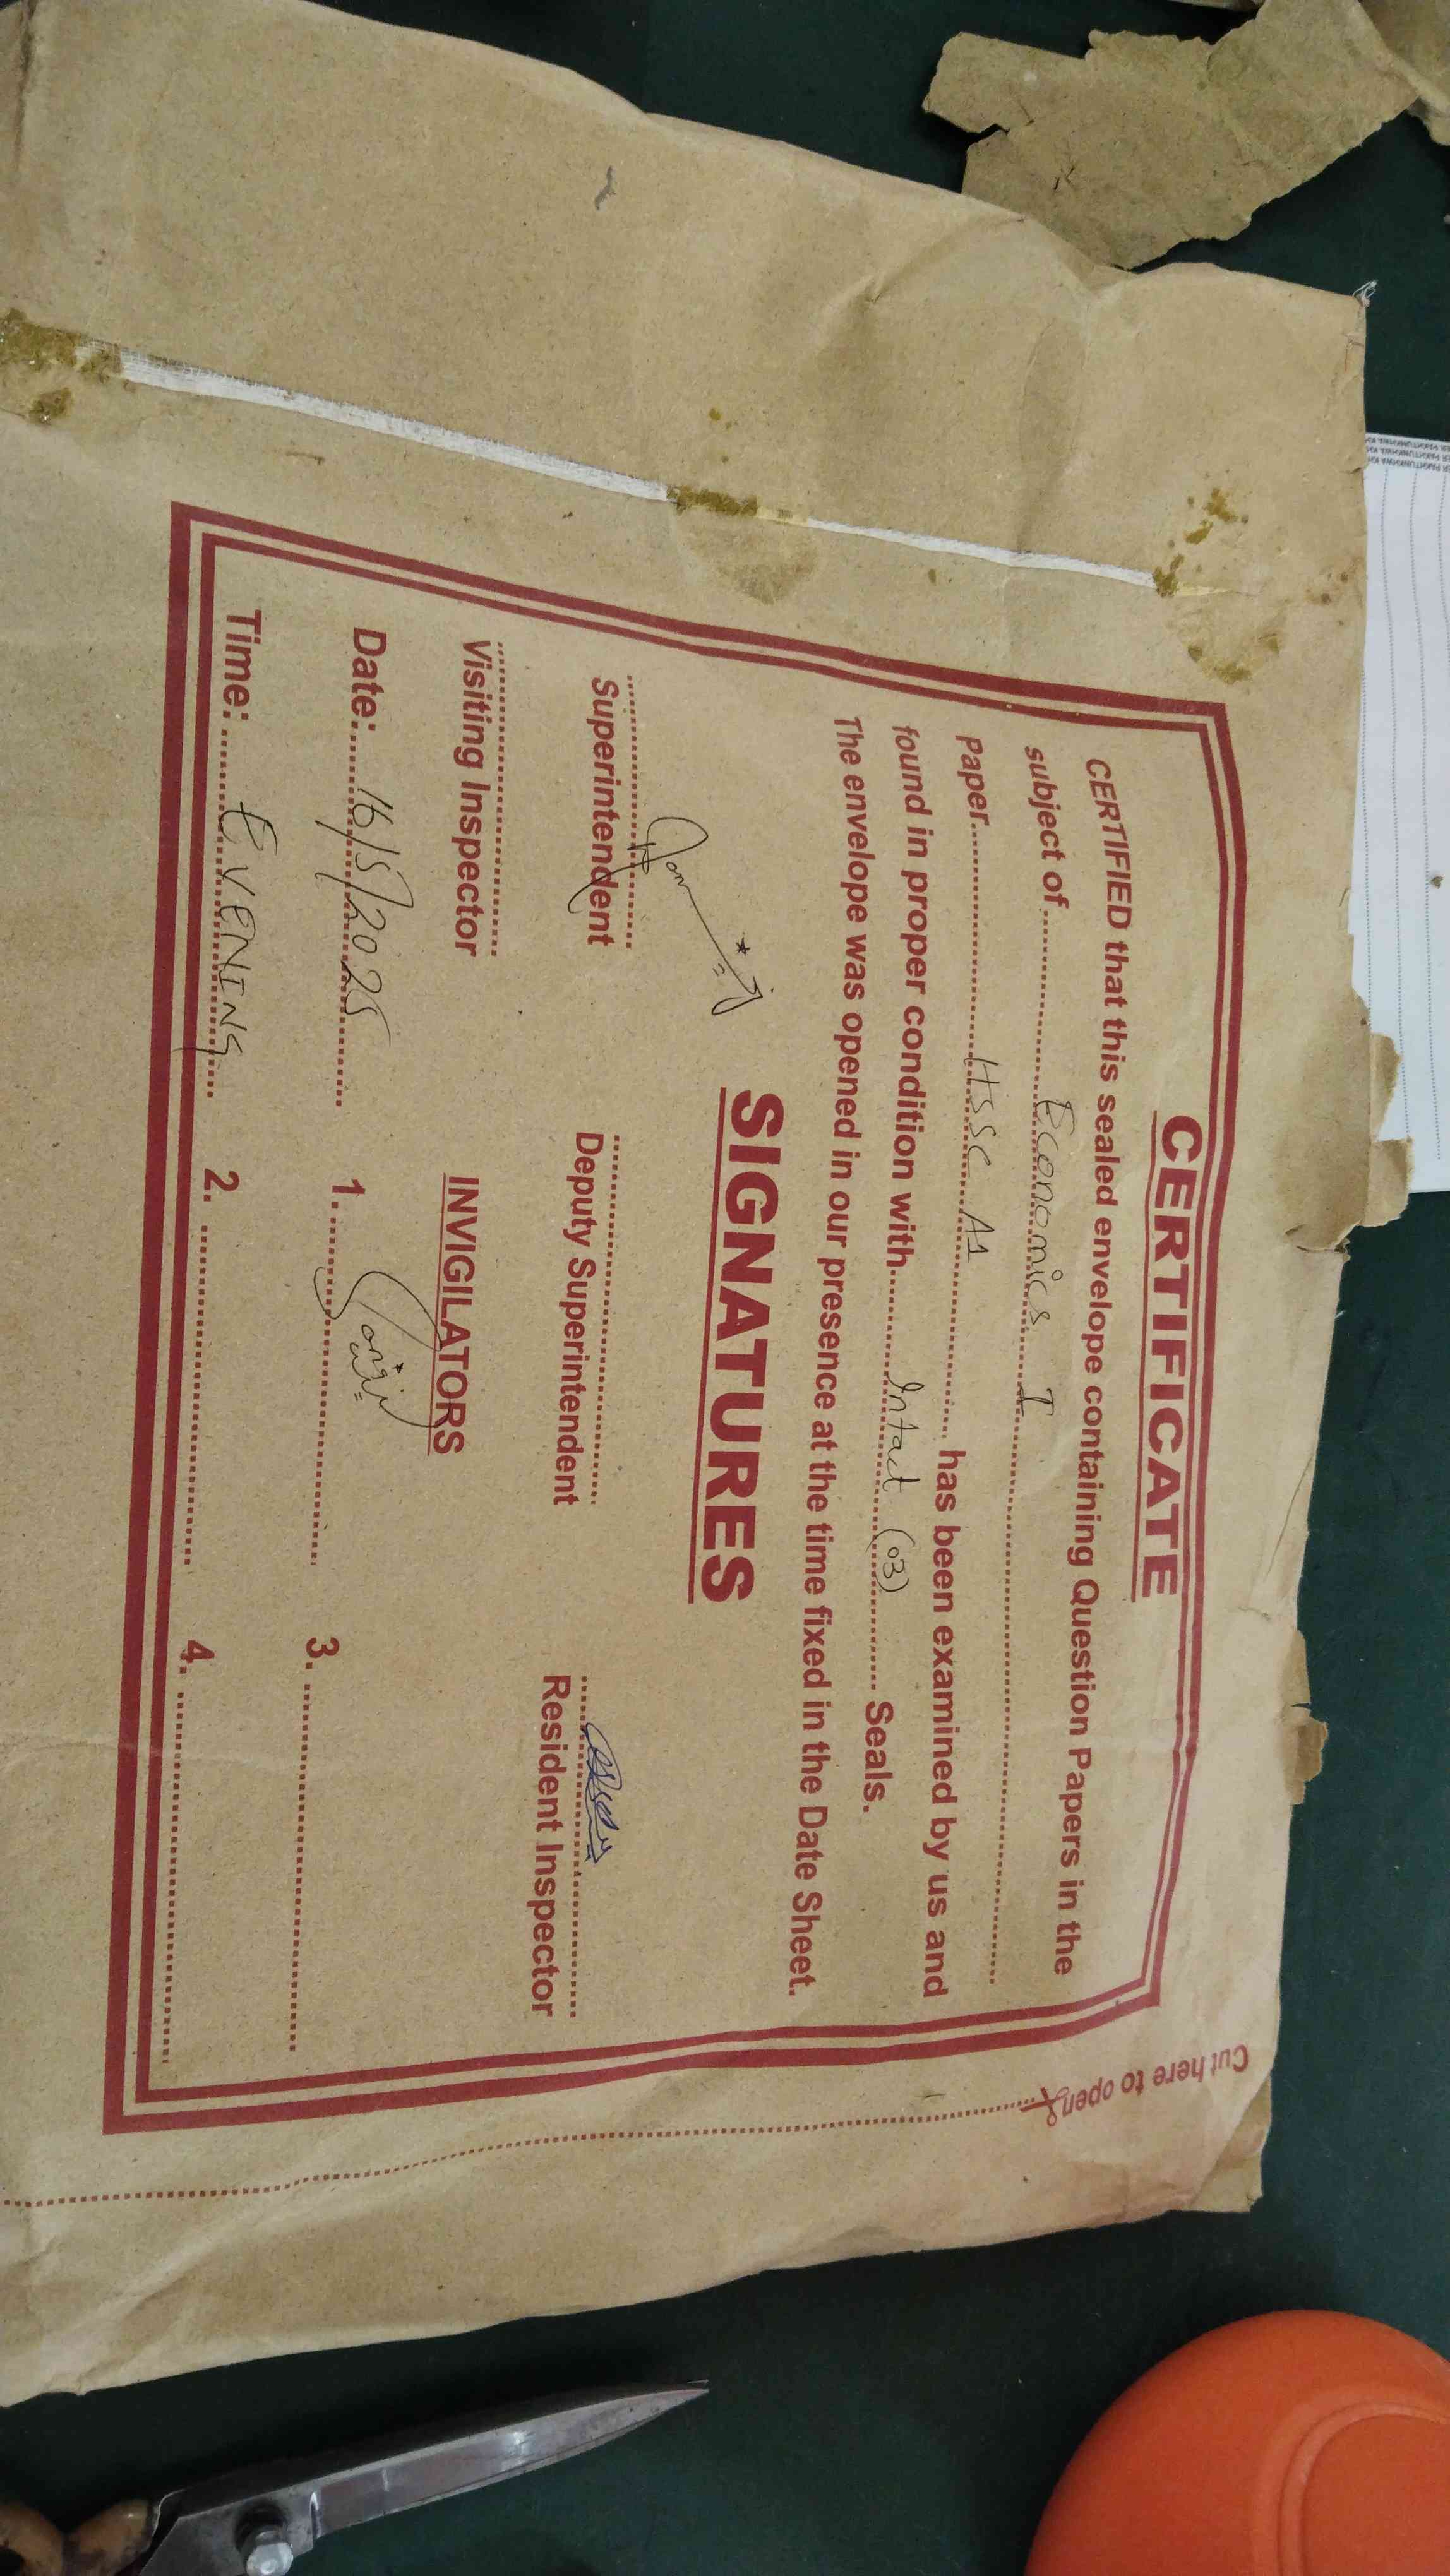 CERTIFICATE
CERTIFIED that this sealed envelope containing Question Papers in the
subject of Economics I
Paper HSSC A1 has been examined by us and
found in proper condition with Intact (03) Seals.
The envelope was opened in our presence at the time fixed in the Date Sheet.
SIGNATURES
Superintendent Deputy Superintendent Resident Inspector
Visiting Inspector INVIGILATORS
Date: 16/5/2025 1. 3.
Time: EVENING 2. 4.
Cut here to open